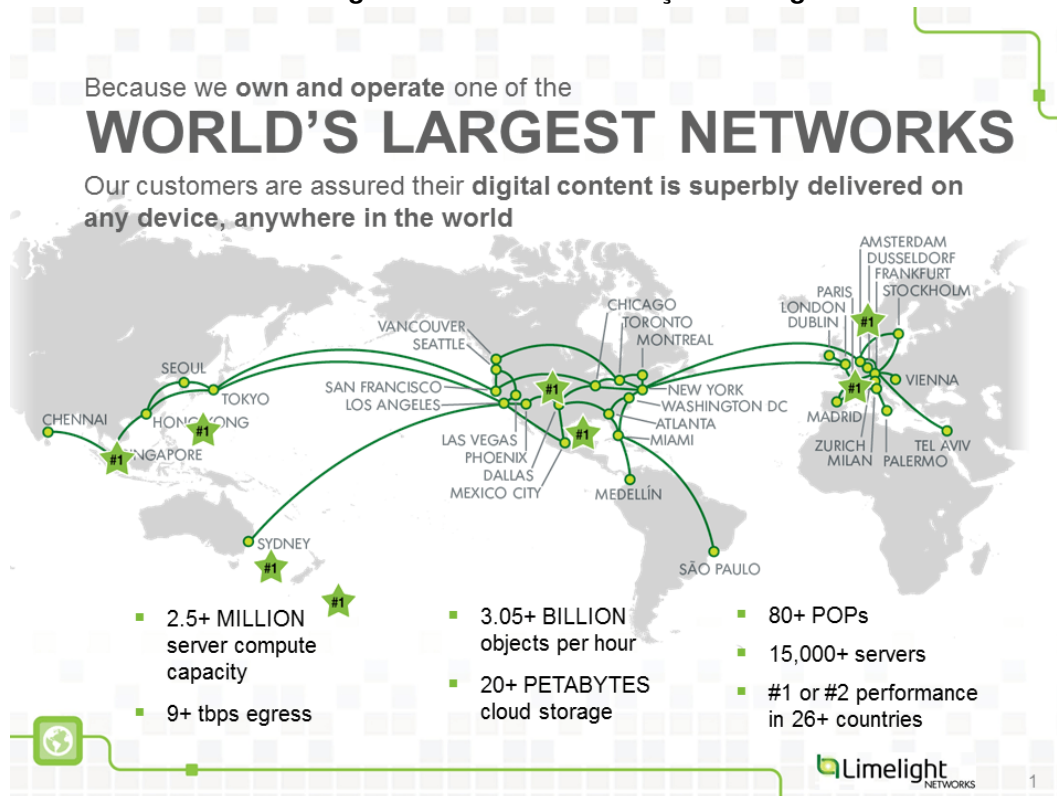 Because we own and operate one of the
WORLD'S LARGEST NETWORKS
Our customers are assured their digital content is superbly delivered on
any device, anywhere in the world
AMSTERDAM
DUSSELDORF
FRANKFURT
PARIS
STOCKHOLM
LONDON
DUBLIN
#1
CHICAGO
TORONTO
MONTREAL
VANCOUVER
SEATTLE
SEOUL
TOKYO
SAN FRANCISCO
LOS ANGELES
#1
NEW YORK
WASHINGTON DC
ATLANTA
MIAMI
#1
VIENNA
CHENNAI
HONG KONG
#1
#1
SINGAPORE
LAS VEGAS
PHOENIX
DALLAS
MEXICO CITY
#1
MEDELLÍN
MADRID
ZURICH
MILAN
PALERMO
TEL AVIV
SYDNEY
#1
SÃO PAULO
#1
2.5+ MILLION
server compute
capacity
9+ tbps egress
3.05+ BILLION
objects per hour
20+ PETABYTES
cloud storage
80+ POPs
15,000+ servers
#1 or #2 performance
in 26+ countries
Limelight
NETWORKS
1